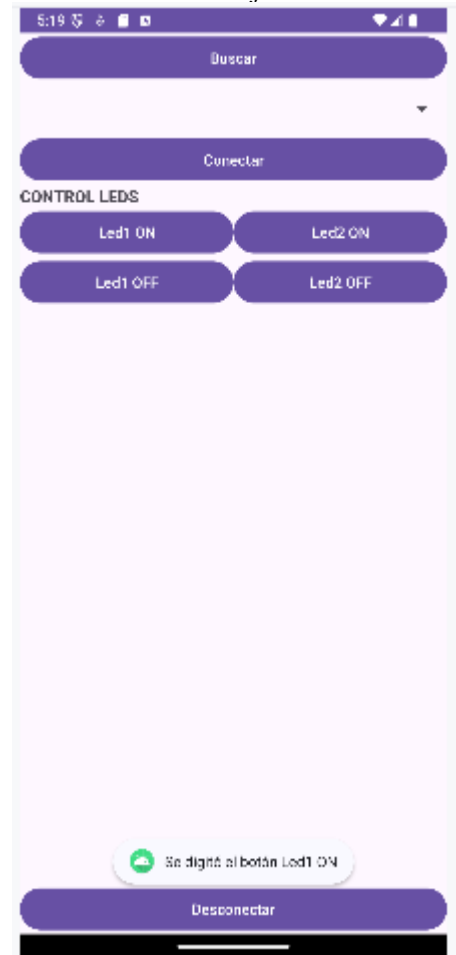 5:19
Buscar
Conectar
CONTROL LEDS
Led1 ON Led2 ON
Led1 OFF Led2 OFF
Se digitó el botón Led1 ON
Desconectar